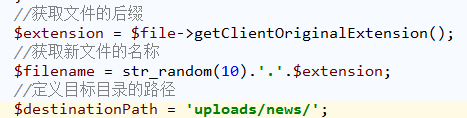 }
//获取文件的后缀
$extension = $file->getClientOriginalExtension();
//获取新文件的名称
$filename = str_random(10).'.'.$extension;
//定义目标目录的路径
$destinationPath = 'uploads/news/';